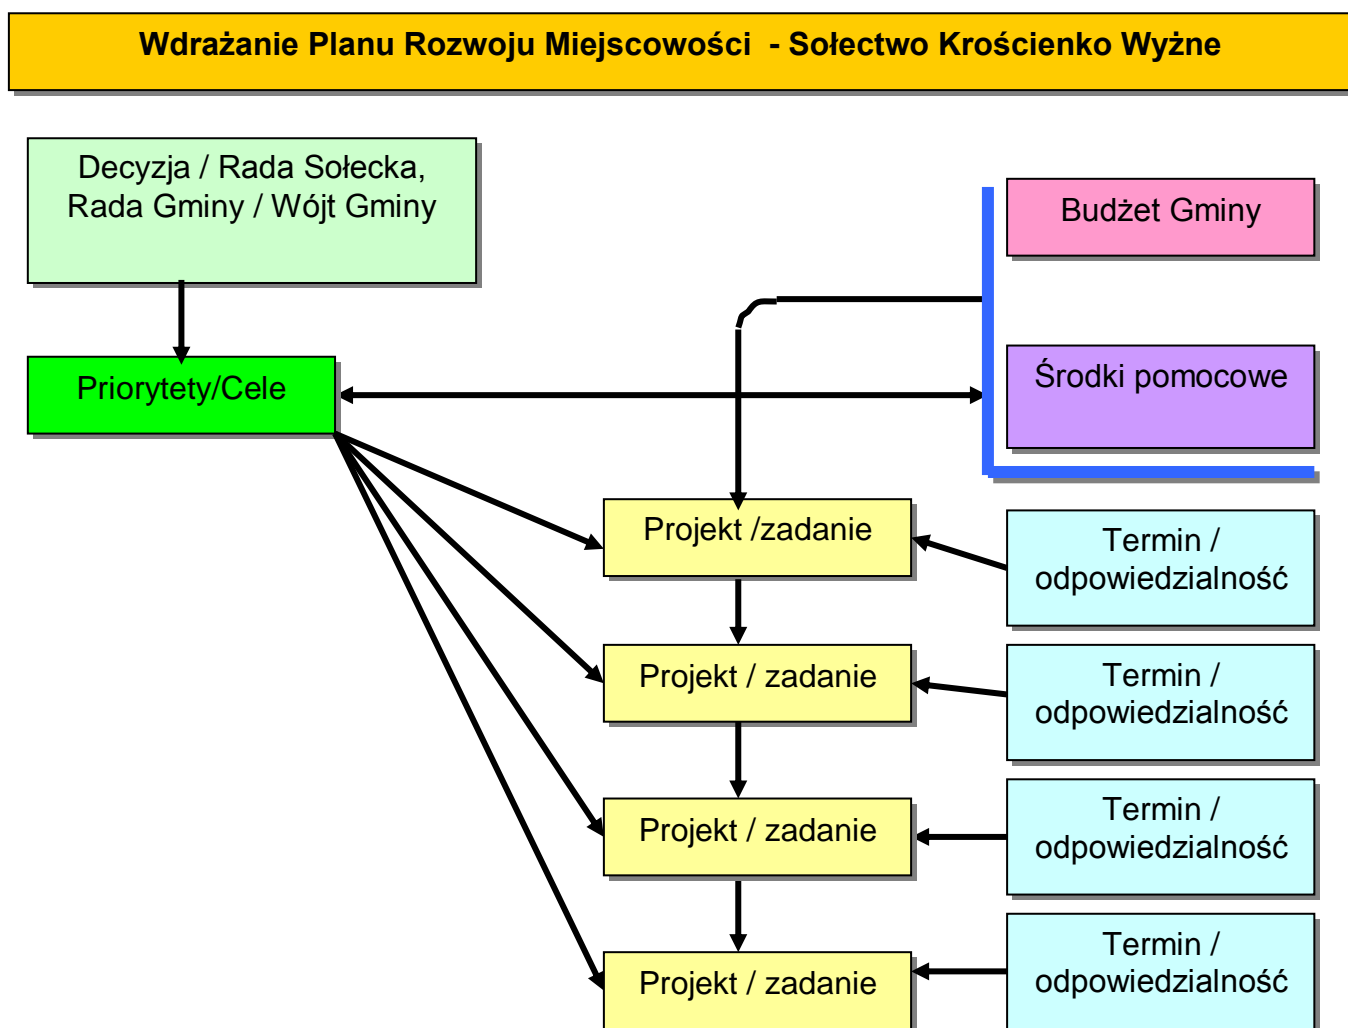 Wdrażanie Planu Rozwoju Miejscowości - Sołectwo Krościenko Wyżne
Decyzja / Rada Sołecka,
Rada Gminy / Wójt Gminy
Budżet Gminy
Priorytety/Cele
Środki pomocowe
Projekt /zadanie
Termin /
odpowiedzialność
Projekt / zadanie
Termin /
odpowiedzialność
Projekt / zadanie
Termin /
odpowiedzialność
Projekt / zadanie
Termin /
odpowiedzialność